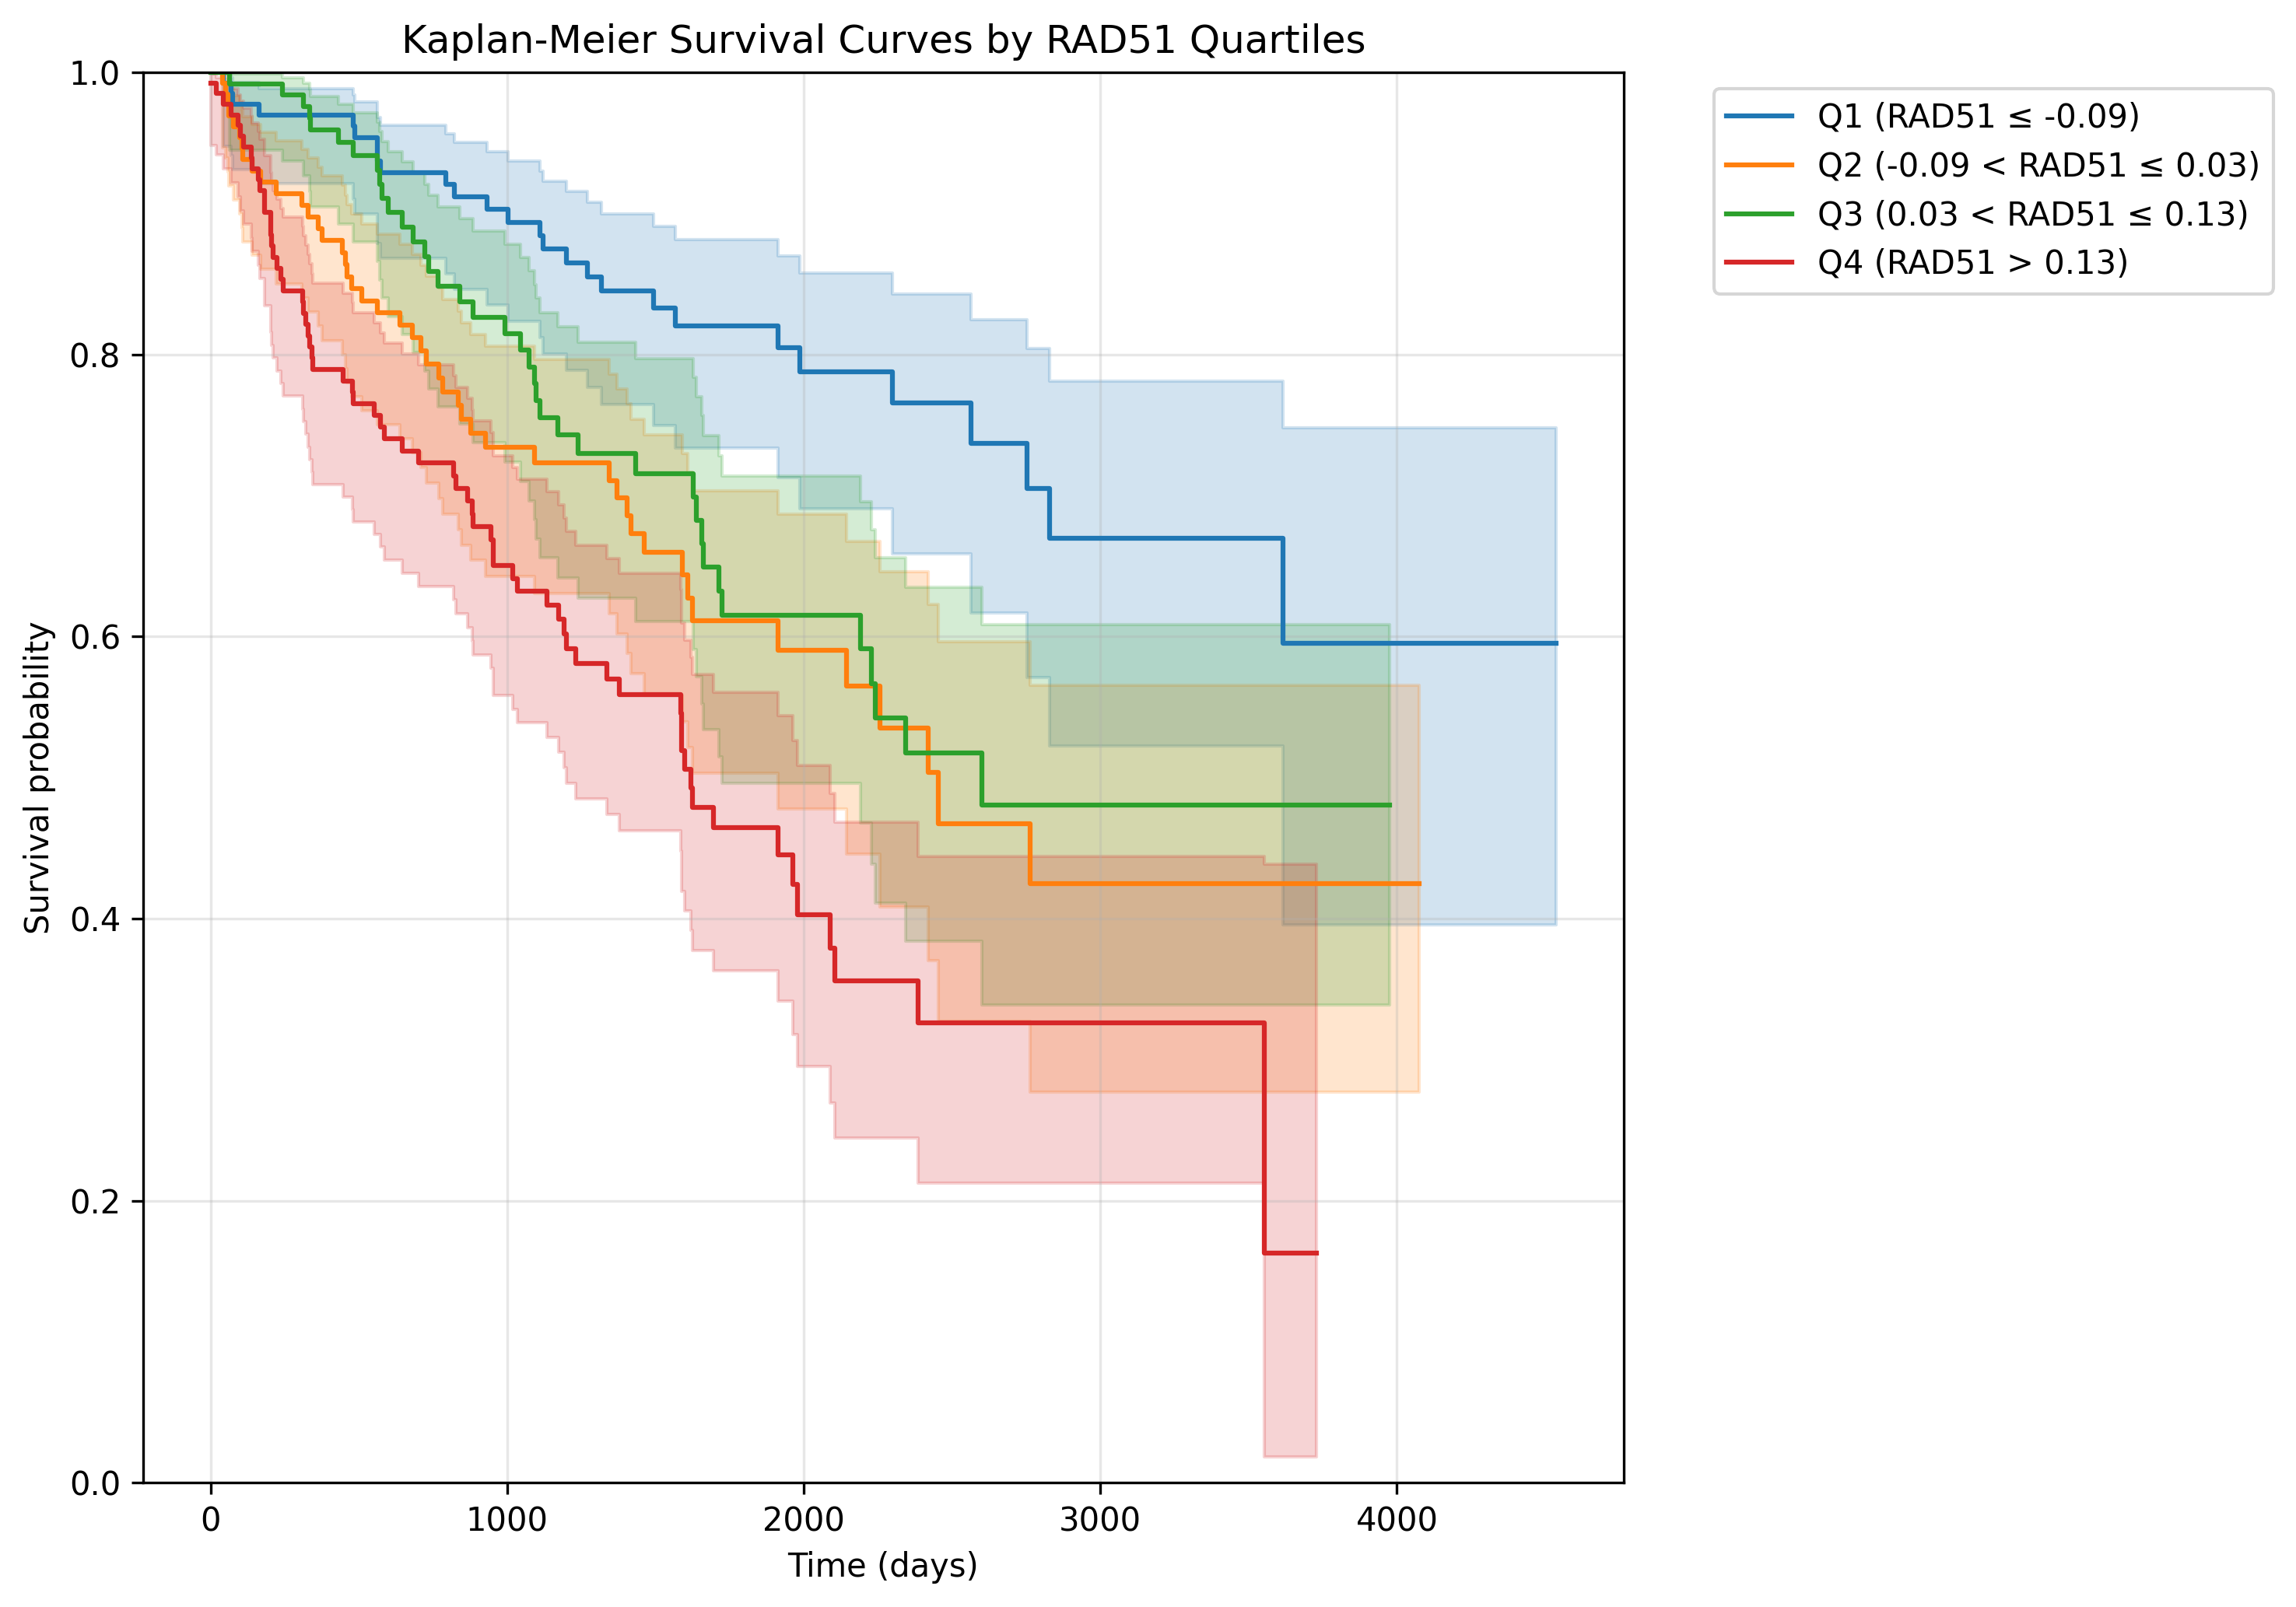 Kaplan-Meier Survival Curves by RAD51 Quartiles
Survival probability
1.0
0.8
0.6
0.4
0.2
0.0
0 1000 2000 3000 4000
Time (days)
Q1 (RAD51 ≤ -0.09)
Q2 (-0.09 < RAD51 ≤ 0.03)
Q3 (0.03 < RAD51 ≤ 0.13)
Q4 (RAD51 > 0.13)